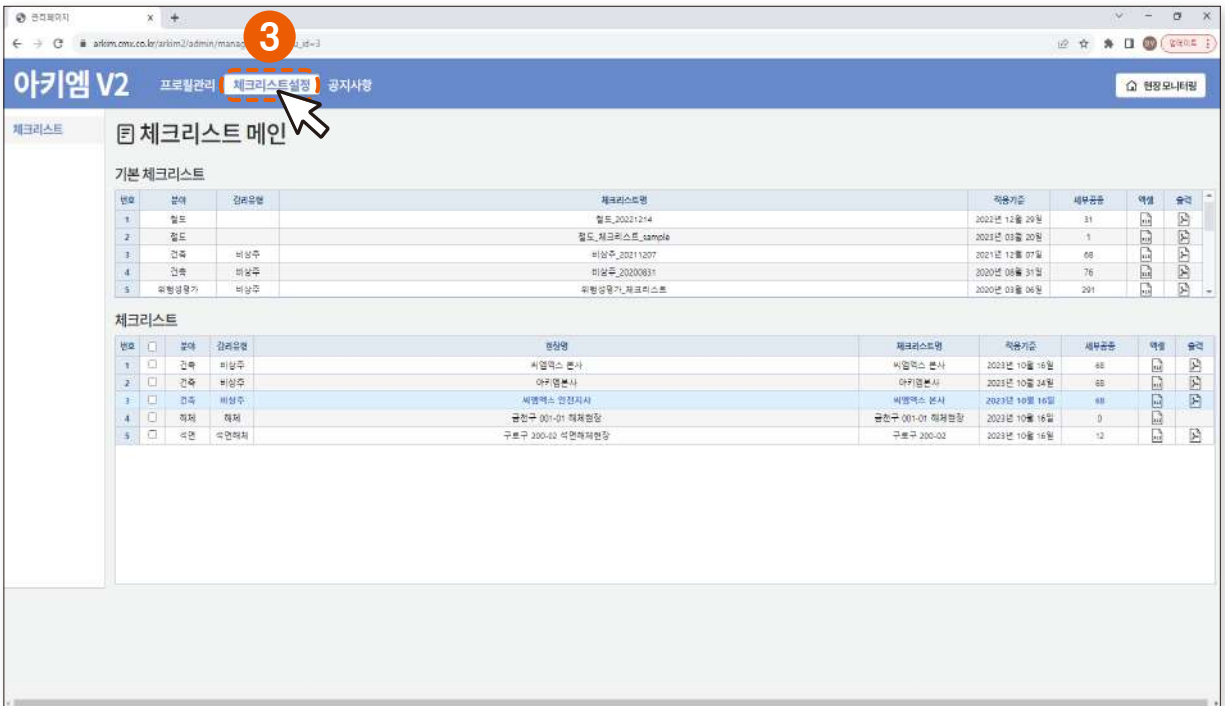 관리페이지
arkim.cmx.co.kr/arkim2/admin/manag
z_id=3
업데이트
3
아키엠 V2 프로필관리 체크리스트설정 공지사항 현장모니터링
체크리스트
체크리스트 메인
기본 체크리스트
번호 분야 감리유형 체크리스트명 적용기준 세부공종 엑셀 출력
1 철도 철도_20221214 2022년 12월 29일 31
2 철도 철도_체크리스트_sample 2023년 03월 20일 1
3 건축 비상주 비상주_20211207 2021년 12월 07일 68
4 건축 비상주 비상주_20200831 2020년 08월 31일 76
5 위험성평가 비상주 위험성평가_체크리스트 2020년 03월 06일 291
체크리스트
번호 분야 감리유형 현장명 체크리스트명 적용기준 세부공종 엑셀 출력
1 건축 비상주 씨엠엑스 본사 씨엠엑스 본사 2023년 10월 16일 68
2 건축 비상주 아키엠본사 아키엠본사 2023년 10월 24일 68
3 건축 비상주 씨엠엑스 인천지사 씨엠엑스 본사 2023년 10월 16일 68
4 해체 해체 금천구 001-01 해체현장 금천구 001-01 해체현장 2023년 10월 16일 0
5 석면 석면해체 구로구 200-02 석면해체현장 구로구 200-02 2023년 10월 16일 12